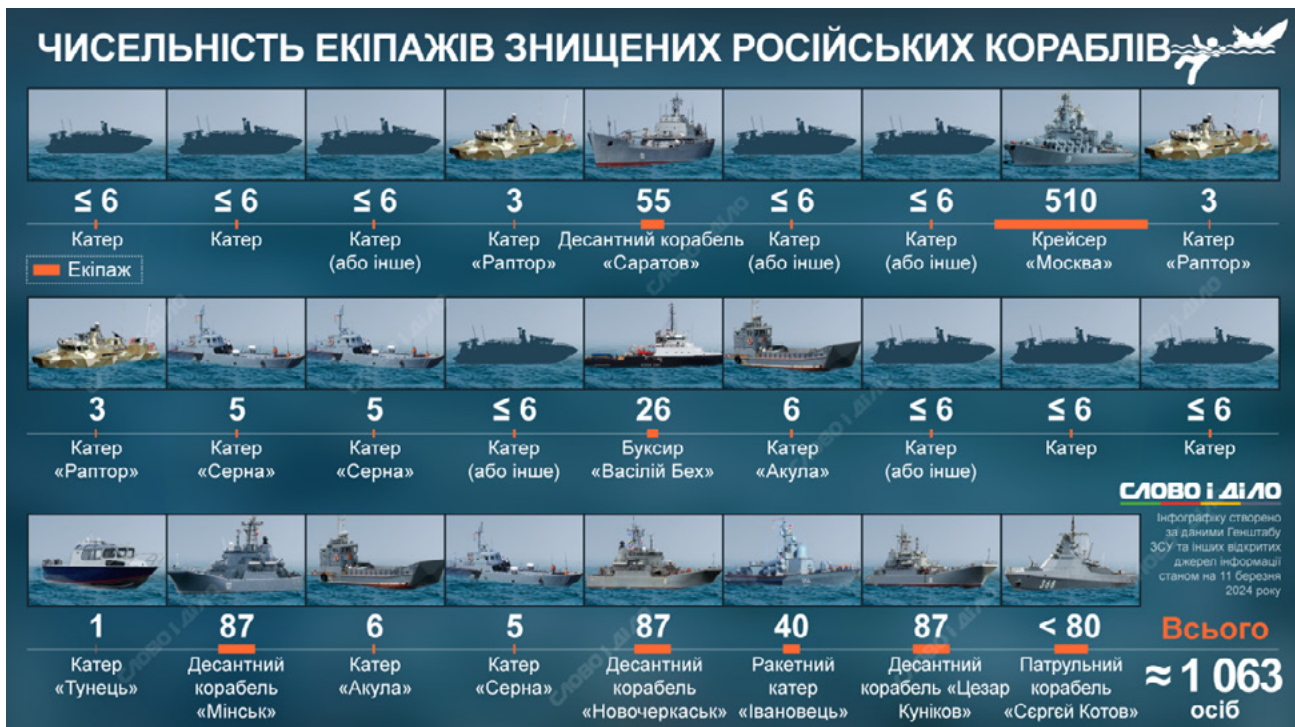 ЧИСЕЛЬНІСТЬ ЕКІПАЖІВ ЗНИЩЕНИХ РОСІЙСЬКИХ КОРАБЛІВ
≤ 6
Катер
≤ 6
Катер
≤ 6
Катер
(або інше)
3
Катер
«Раптор»
55
Десантний корабель
«Саратов»
≤ 6
Катер
(або інше)
≤ 6
Катер
(або інше)
510
Крейсер
«Москва»
3
Катер
«Раптор»
Екіпаж
3
Катер
«Раптор»
5
Катер
«Серна»
5
Катер
«Серна»
≤ 6
Катер
(або інше)
26
Буксир
«Васілій Бех»
6
Катер
«Акула»
≤ 6
Катер
(або інше)
≤ 6
Катер
≤ 6
Катер
СЛОВО і ДіЛО
Інфографіку створено
за даними Генштабу
ЗСУ та інших відкритих
джерел інформації
станом на 11 березня
2024 року
1
Катер
«Тунець»
87
Десантний
корабель
«Мінськ»
6
Катер
«Акула»
5
Катер
«Серна»
87
Десантний
корабель
«Новочеркаськ»
40
Ракетний
катер
«Івановець»
87
Десантний
корабель «Цезар
Куніков»
368
< 80
Патрульний
корабель
«Сєргєй Котов»
Всього
≈ 1 063
осіб